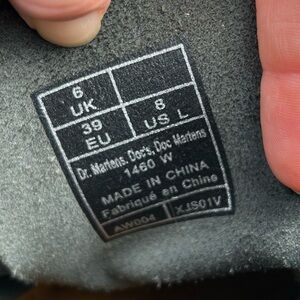 6
UK
39
EU
8
US L
Dr. Martens, Doc's, Doc Martens
1460 W
MADE IN CHINA
Fabriqué en Chine
AW004 XJS01V